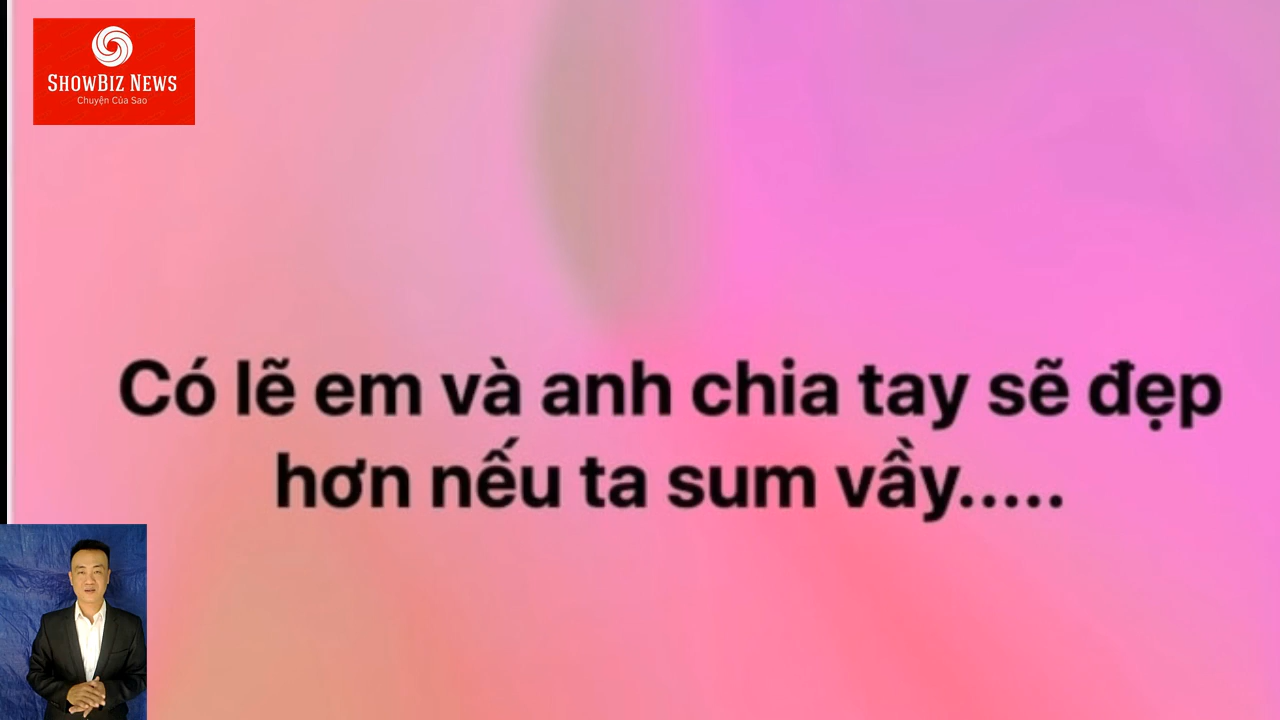 SHOWBIZ NEWS
Chuyện Của Sao
Có lẽ em và anh chia tay sẽ đẹp
hơn nếu ta sum vầy.....